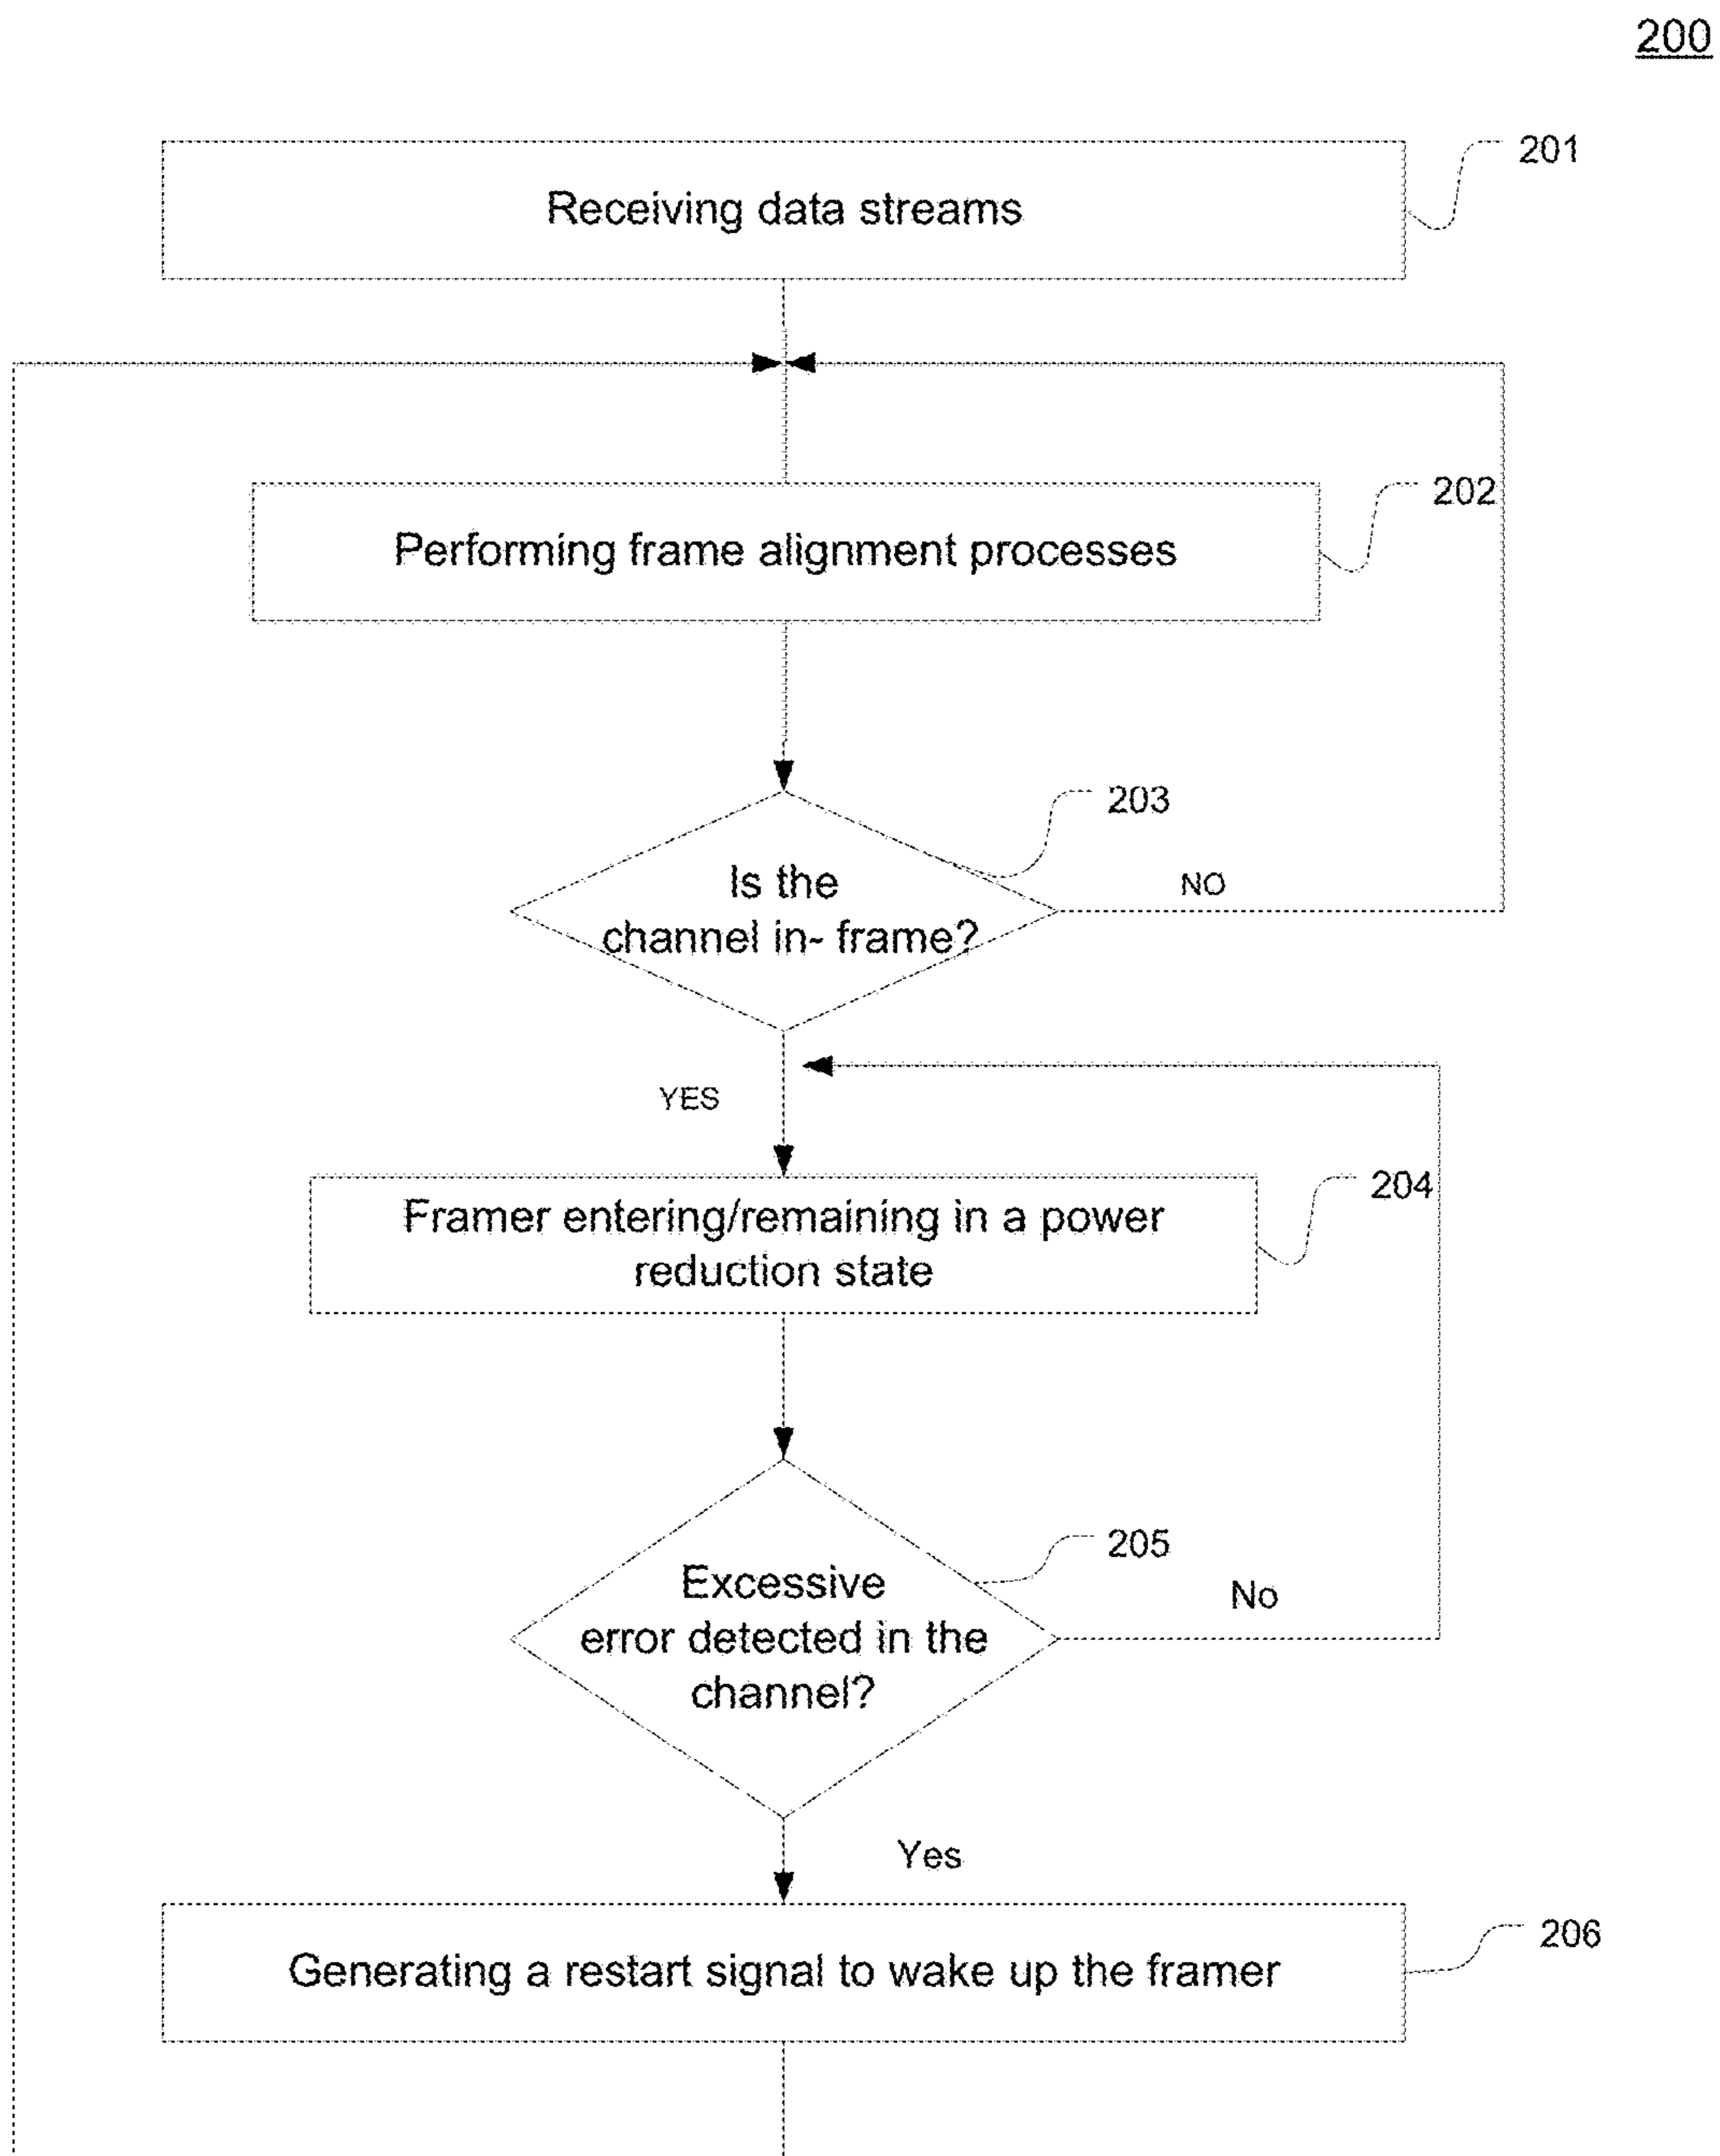 200
201
Receiving data streams
202
Performing frame alignment processes
203
Is the
channel in- frame?
NO
YES
204
Framer entering/remaining in a power
reduction state
205
Excessive
error detected in the
channel?
No
Yes
206
Generating a restart signal to wake up the framer